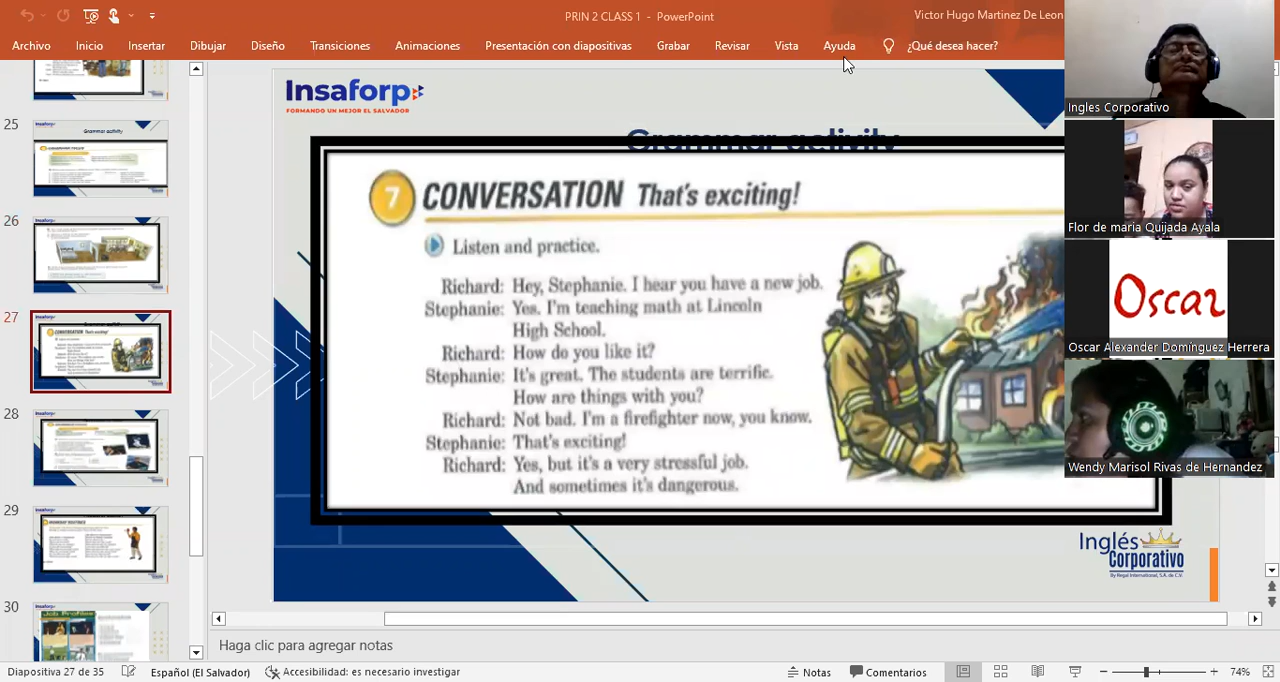 PRIN 2 CLASS 1 - PowerPoint
Victor Hugo Martinez De Leon
Archivo Inicio Insertar Dibujar Diseño Transiciones Animaciones Presentación con diapositivas Grabar Revisar Vista Ayuda ¿Qué desea hacer?
25
26
27
28
29
30
Insaforp
FORMANDO UN MEJOR EL SALVADOR
Grammar activity
7 CONVERSATION That's exciting!
Listen and practice.
Richard: Hey, Stephanie. I hear you have a new job.
Stephanie: Yes. I'm teaching math at Lincoln
High School.
Richard: How do you like it?
Stephanie: It's great. The students are terrific.
How are things with you?
Richard: Not bad. I'm a firefighter now, you know.
Stephanie: That's exciting!
Richard: Yes, but it's a very stressful job.
And sometimes it's dangerous.
Inglés
Corporativo
By Regal International, S.A. de C.V.
Ingles Corporativo
Flor de maria Quijada Ayala
Oscar
Oscar Alexander Domínguez Herrera
Wendy Marisol Rivas de Hernandez
Haga clic para agregar notas
Diapositiva 27 de 35 Español (El Salvador) Accesibilidad: es necesario investigar Notas Comentarios 74%